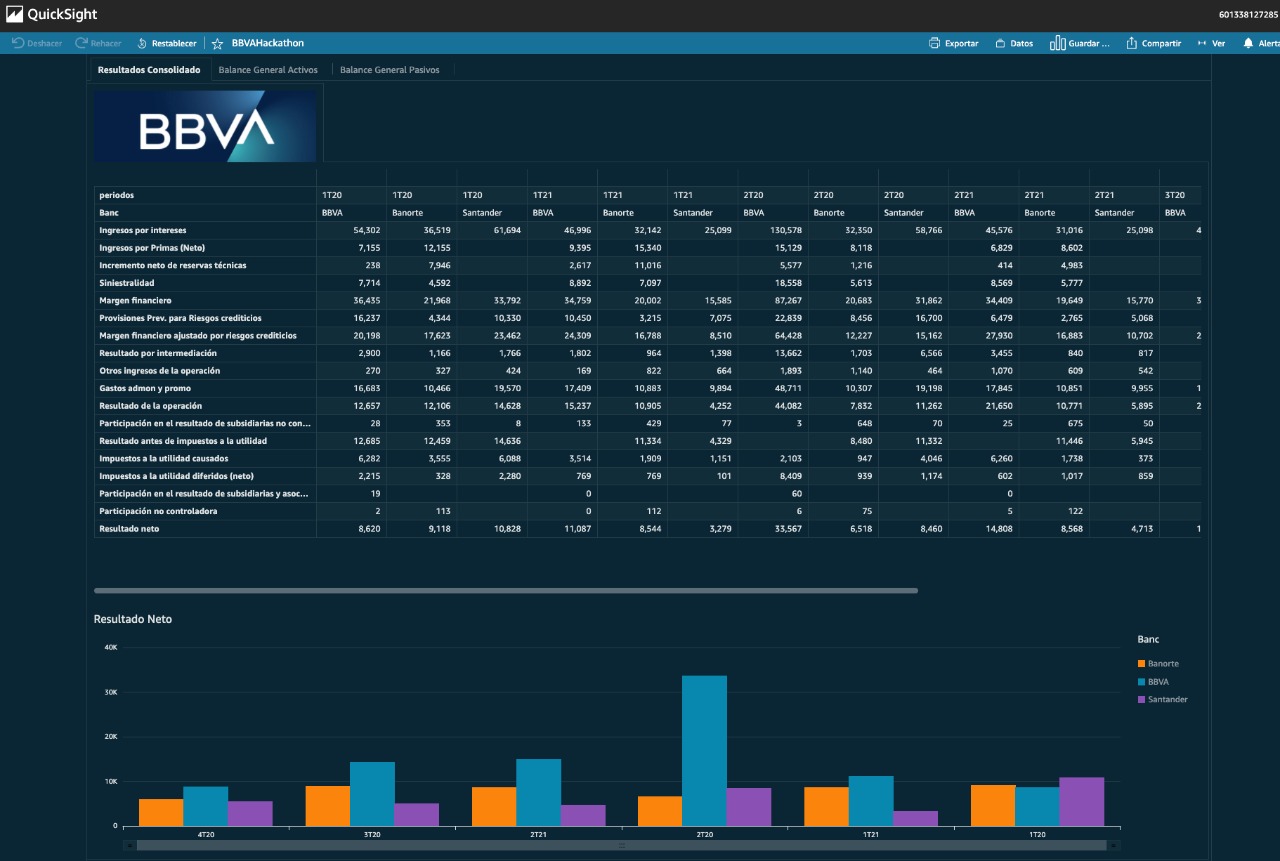 QuickSight
601338127285
Deshacer Rehacer Restablecer BBVAHackathon Exportar Datos Guardar ... Compartir Ver Alerta
Resultados Consolidado Balance General Activos Balance General Pasivos
BBVA
periodos 1T20 1T20 1T20 1T21 1T21 1T21 2T20 2T20 2T20 2T21 2T21 2T21 3T20
Banc BBVA Banorte Santander BBVA Banorte Santander BBVA Banorte Santander BBVA Banorte Santander BBVA
Ingresos por intereses 54,302 36,519 61,694 46,996 32,142 25,099 130,578 32,350 58,766 45,576 31,016 25,098 4
Ingresos por Primas (Neto) 7,155 12,155 9,395 15,340 15,129 8,118 6,829 8,602
Incremento neto de reservas técnicas 238 7,946 2,617 11,016 5,577 1,216 414 4,983
Siniestralidad 7,714 4,592 8,892 7,097 18,558 5,613 8,569 5,777
Margen financiero 36,435 21,968 33,792 34,759 20,002 15,585 87,267 20,683 31,862 34,409 19,649 15,770 3
Provisiones Prev. para Riesgos crediticios 16,237 4,344 10,330 10,450 3,215 7,075 22,839 8,456 16,700 6,479 2,765 5,068
Margen financiero ajustado por riesgos crediticios 20,198 17,623 23,462 24,309 16,788 8,510 64,428 12,227 15,162 27,930 16,883 10,702 2
Resultado por intermediación 2,900 1,166 1,766 1,802 964 1,398 13,662 1,703 6,566 3,455 840 817
Otros ingresos de la operación 270 327 424 169 822 664 1,893 1,140 464 1,070 609 542
Gastos admon y promo 16,683 10,466 19,570 17,409 10,883 9,894 48,711 10,307 19,198 17,845 10,851 9,955 1
Resultado de la operación 12,657 12,106 14,628 15,237 10,905 4,252 44,082 7,832 11,262 21,650 10,771 5,895 2
Participación en el resultado de subsidiarias no con... 28 353 8 133 429 77 3 648 70 25 675 50
Resultado antes de impuestos a la utilidad 12,685 12,459 14,636 11,334 4,329 8,480 11,332 11,446 5,945
Impuestos a la utilidad causados 6,282 3,555 6,088 3,514 1,909 1,151 2,103 947 4,046 6,260 1,738 373
Impuestos a la utilidad diferidos (neto) 2,215 328 2,280 769 769 101 8,409 939 1,174 602 1,017 859
Participación en el resultado de subsidiarias y asoc... 19 0 60 0
Participación no controladora 2 113 0 112 6 75 5 122
Resultado neto 8,620 9,118 10,828 11,087 8,544 3,279 33,567 6,518 8,460 14,808 8,568 4,713 1
Resultado Neto
Banc
Banorte
BBVA
Santander
40K
30K
20K
10K
0
4T20 3T20 2T21 2T20 1T21 1T20